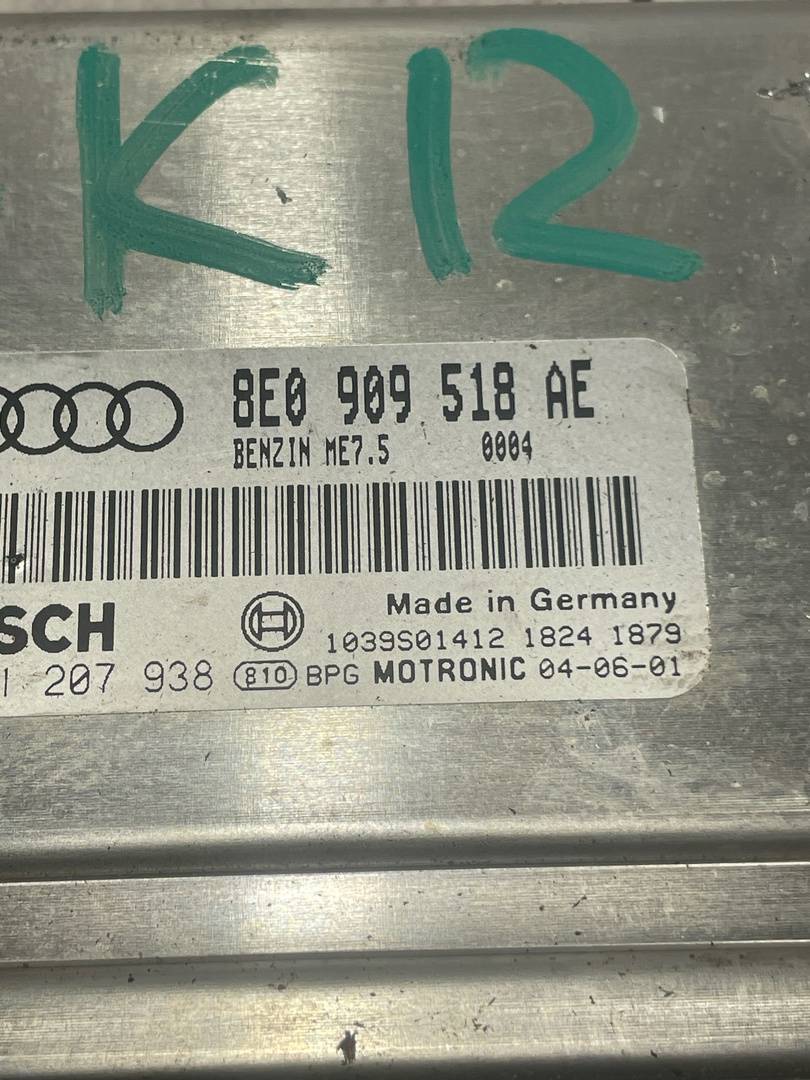 K12
8E0 909 518 AE
BENZIN ME7.5 0004
Made in Germany
SCH
1039S01412 1824 1879
207 938 810 BPG MOTRONIC 04-06-01